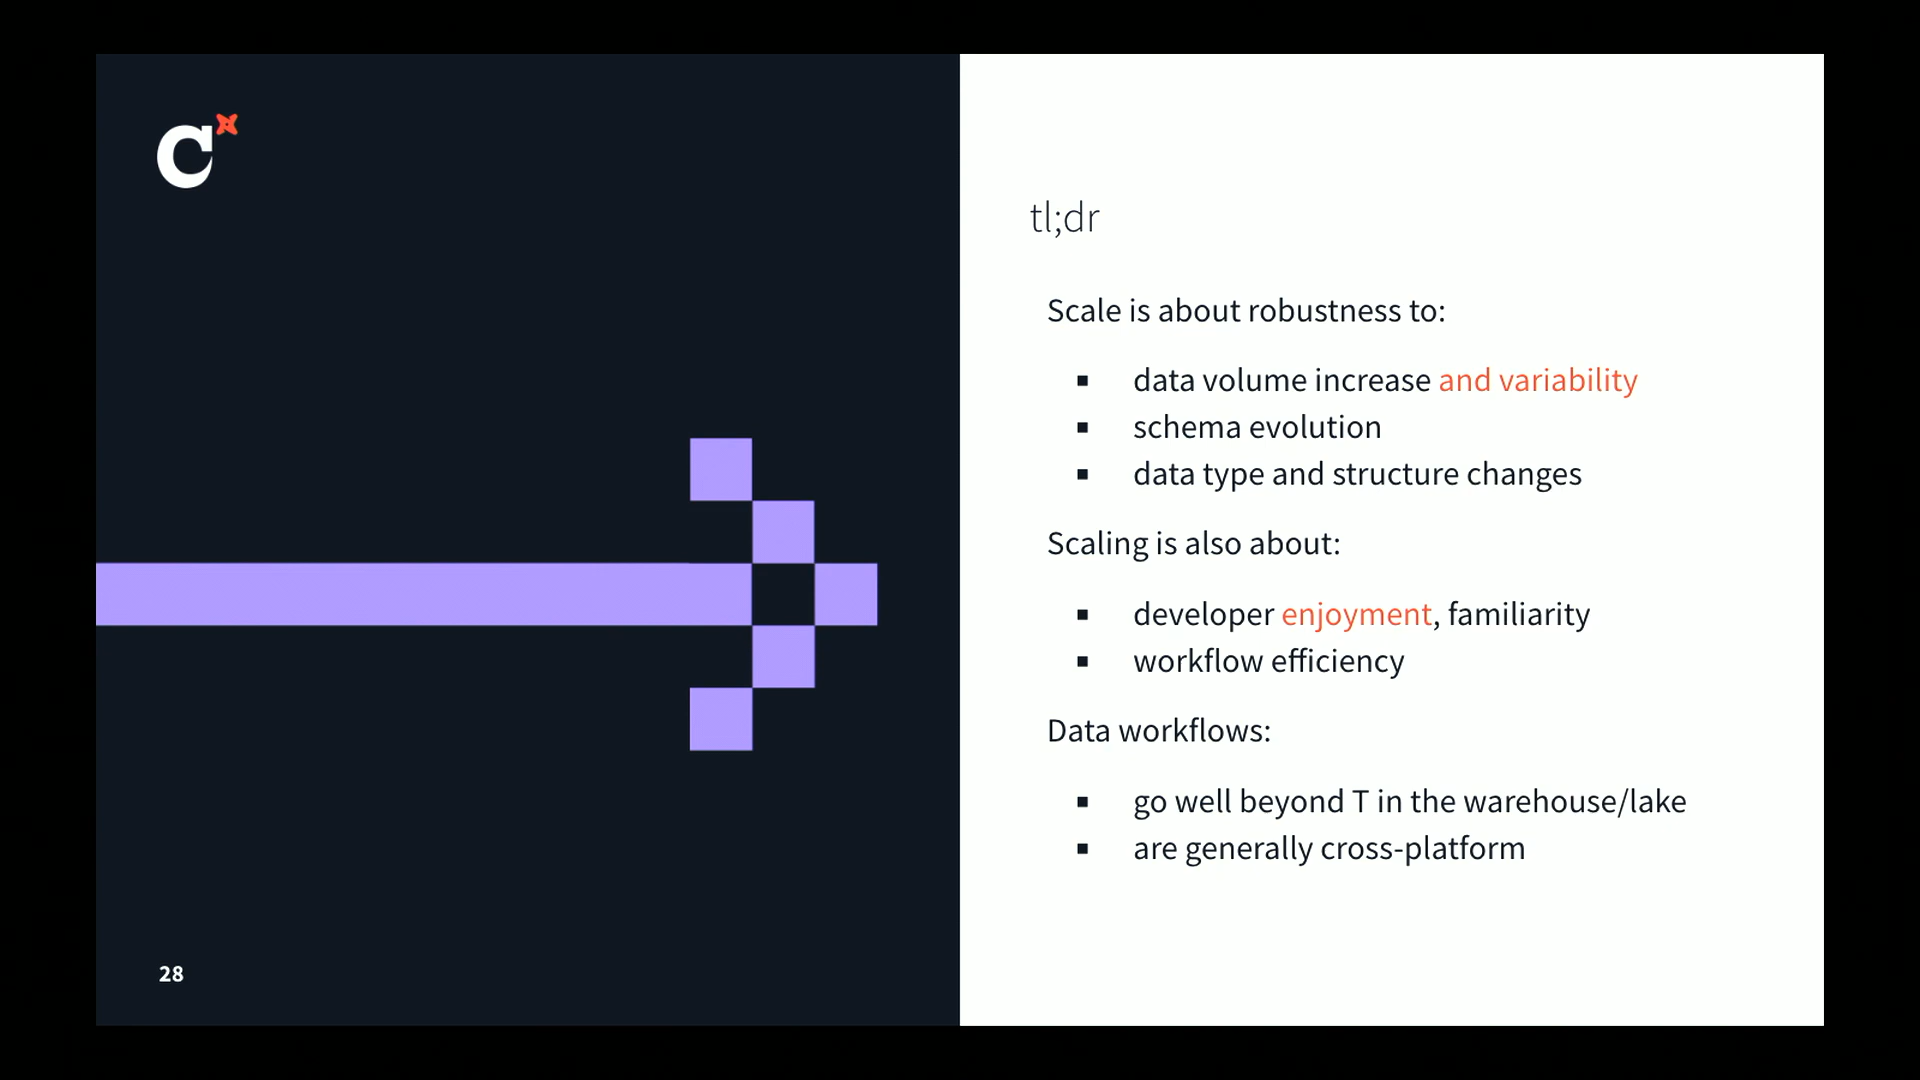 C
tl;dr
Scale is about robustness to:
▪ data volume increase and variability
▪ schema evolution
▪ data type and structure changes
Scaling is also about:
▪ developer enjoyment, familiarity
▪ workflow efficiency
Data workflows:
▪ go well beyond T in the warehouse/lake
▪ are generally cross-platform
28